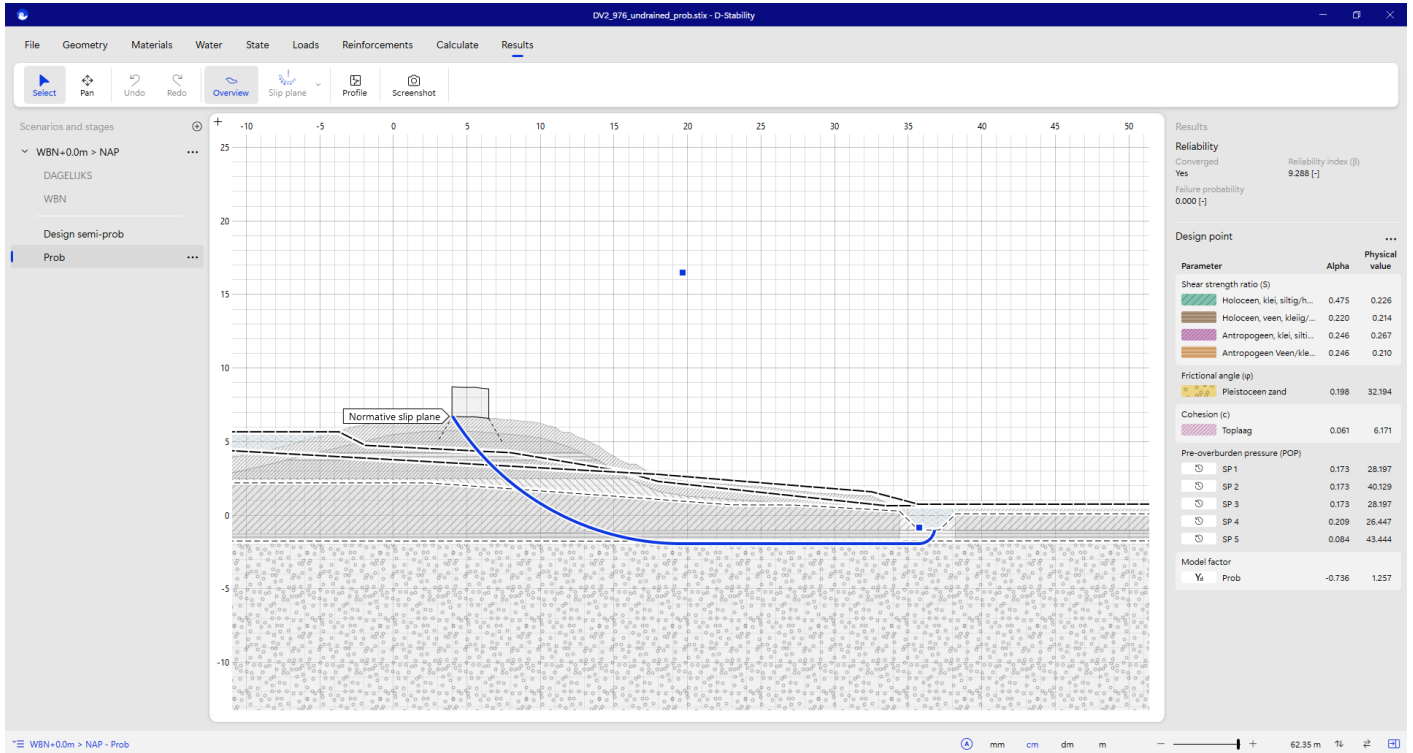 DV2_976_undrained_prob.stix - D-Stability
File Geometry Materials Water State Loads Reinforcements Calculate Results
Select Pan Undo Redo Overview Slip plane Profile Screenshot
Scenarios and stages
WBN+0.0m > NAP
DAGELIJKS
WBN
Design semi-prob
Prob
-10 -5 0 5 10 15 20 25 30 35 40 45 50
25
20
15
10
5
0
-5
-10
Normative slip plane
Results
Reliability
Converged Reliability index (β)
Yes 9.288 [-]
Failure probability
0.000 [-]
Design point
Parameter Alpha Physical value
Shear strength ratio (S)
Holoceen, klei, siltig/h... 0.475 0.226
Holoceen, veen, kleiig/... 0.220 0.214
Antropogeen, klei, silti... 0.246 0.267
Antropogeen Veen/kle... 0.246 0.210
Frictional angle (φ)
Pleistoceen zand 0.198 32.194
Cohesion (c)
Toplaag 0.061 6.171
Pre-overburden pressure (POP)
SP 1 0.173 28.197
SP 2 0.173 40.129
SP 3 0.173 28.197
SP 4 0.209 26.447
SP 5 0.084 43.444
Model factor
Yd Prob -0.736 1.257
WBN+0.0m > NAP - Prob
A mm cm dm m
62.35 m